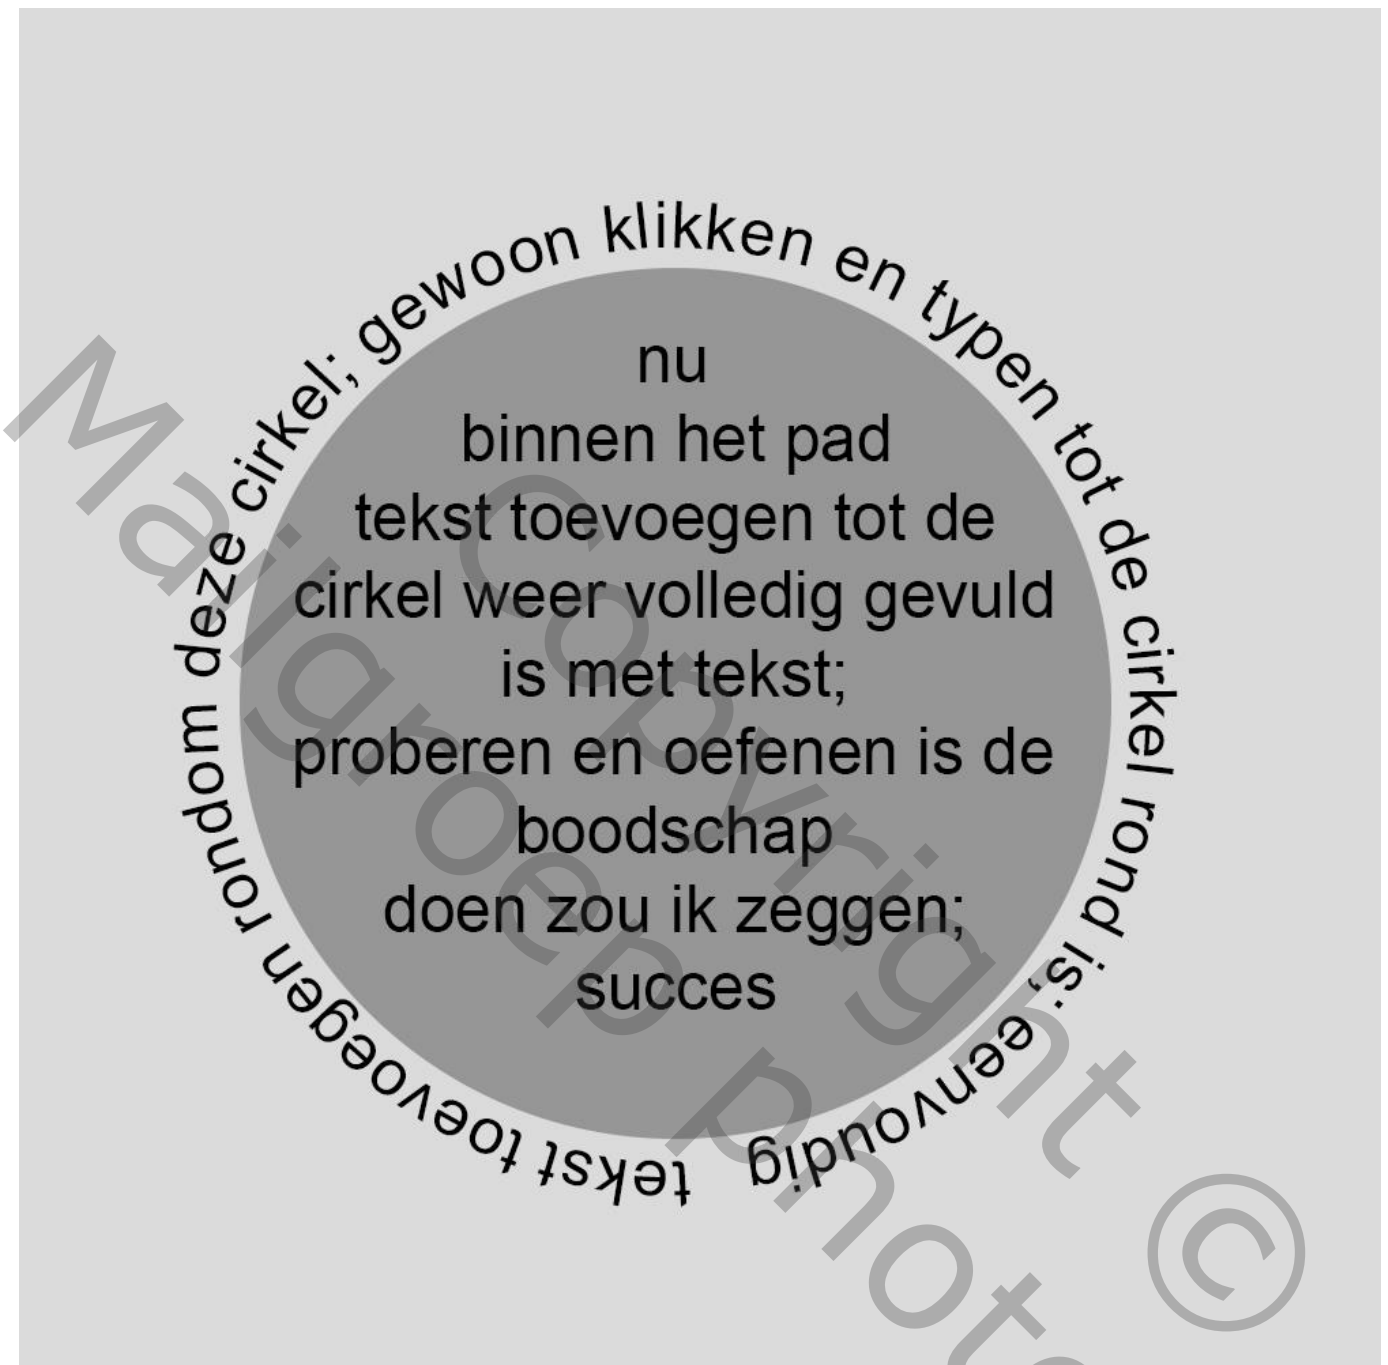 tekst toevoegen rondom deze cirkel; gewoon klikken en typen tot de cirkel rond is; eenvoudig
nu
binnen het pad
tekst toevoegen tot de
cirkel weer volledig gevuld
is met tekst;
proberen en oefenen is de
boodschap
doen zou ik zeggen;
succes
Copyright ©
Mailgroep